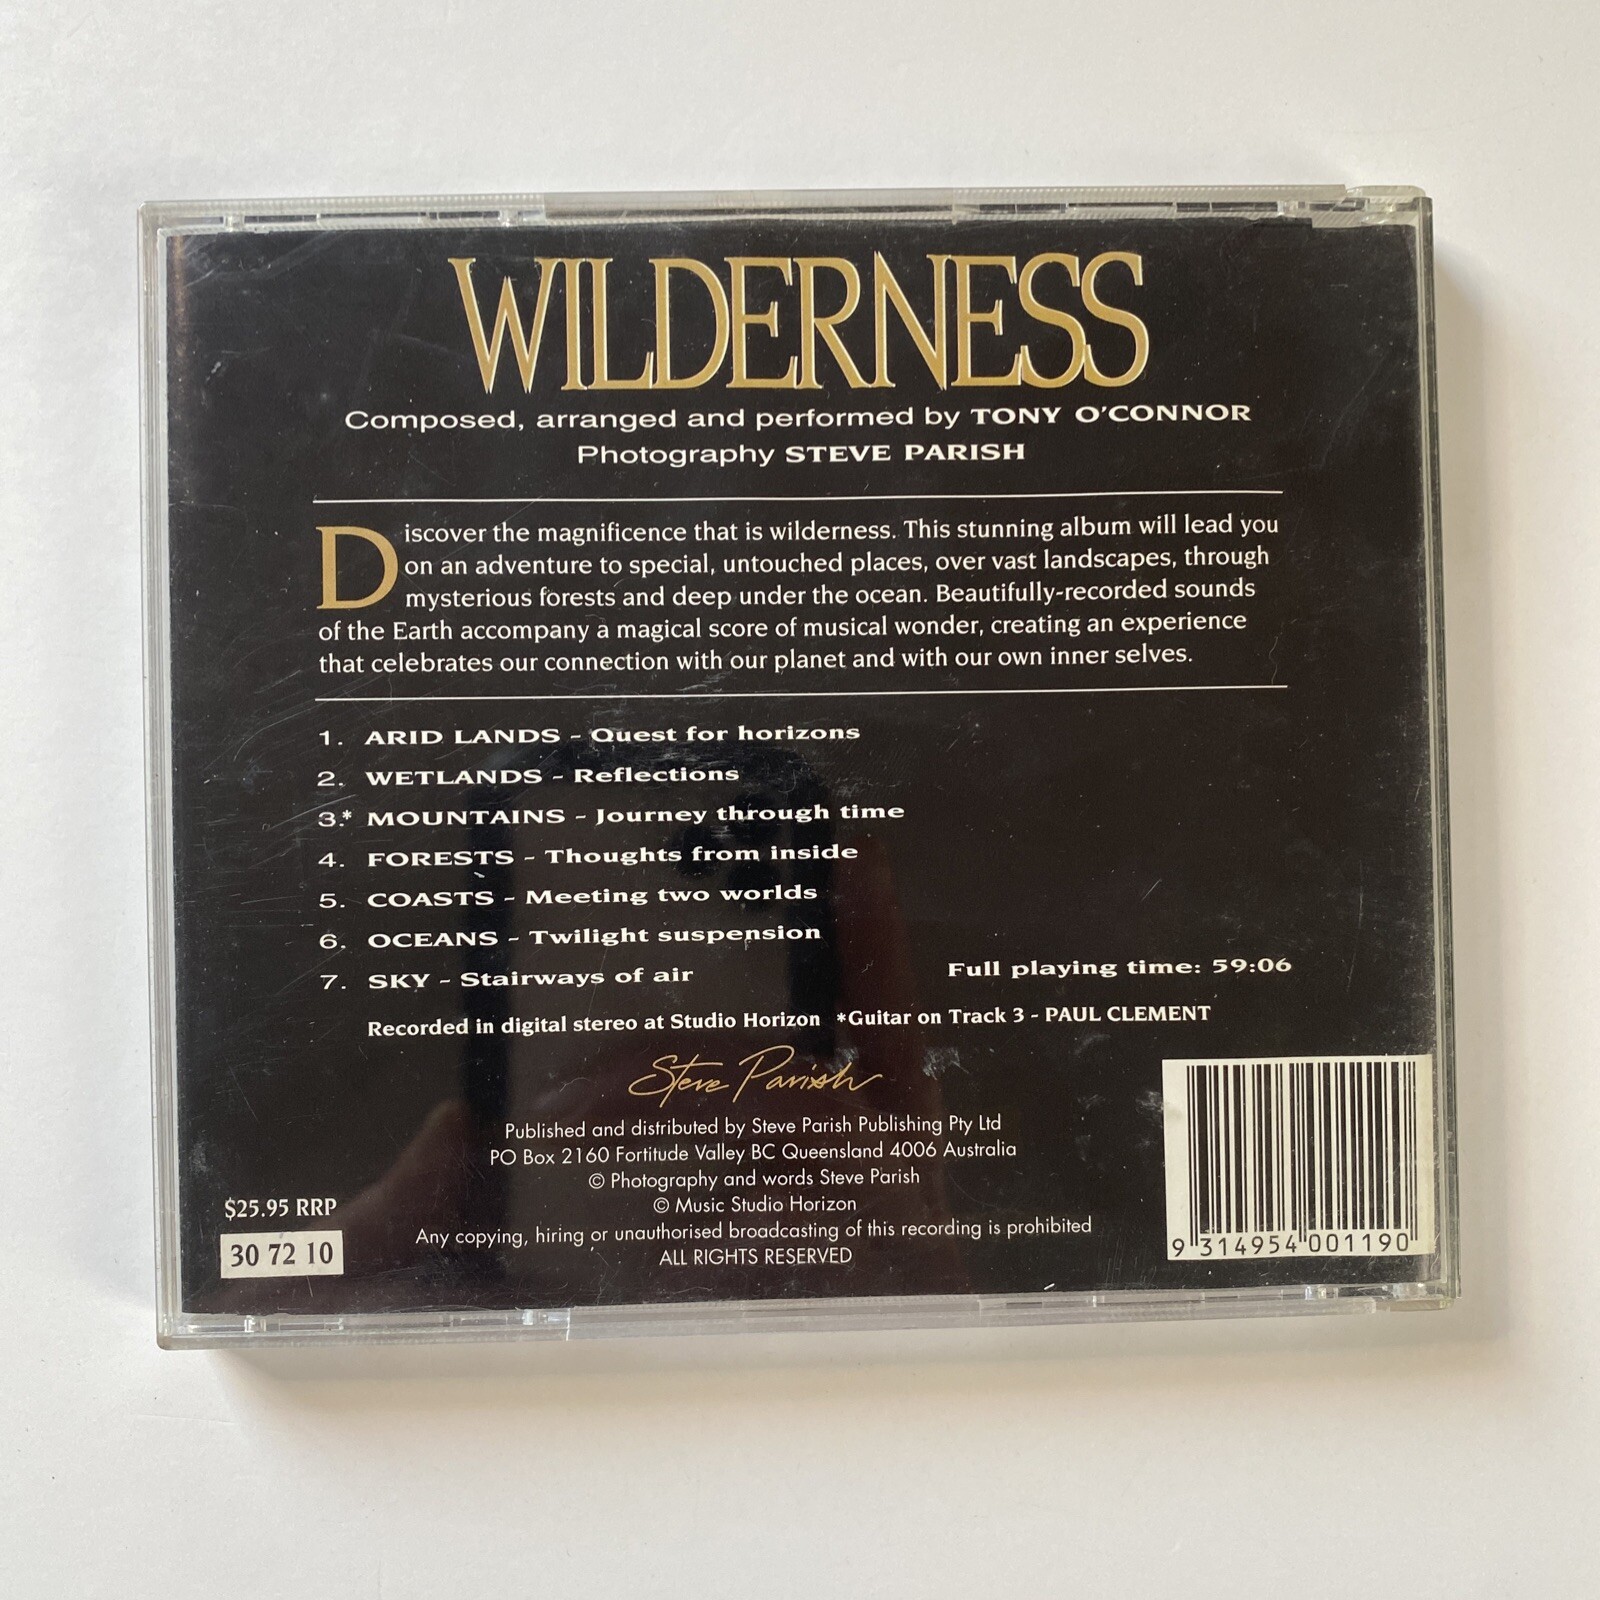 WILDERNESS
Composed, arranged and performed by TONY O'CONNOR
Photography STEVE PARISH
Discover the magnificence that is wilderness. This stunning album will lead you
on an adventure to special, untouched places, over vast landscapes, through
mysterious forests and deep under the ocean. Beautifully-recorded sounds
of the Earth accompany a magical score of musical wonder, creating an experience
that celebrates our connection with our planet and with our own inner selves.
1. ARID LANDS - Quest for horizons
2. WETLANDS - Reflections
3.* MOUNTAINS - Journey through time
4. FORESTS - Thoughts from inside
5. COASTS - Meeting two worlds
6. OCEANS - Twilight suspension
7. SKY - Stairways of air
Full playing time: 59:06
Recorded in digital stereo at Studio Horizon *Guitar on Track 3 - PAUL CLEMENT
Steve Parish
Published and distributed by Steve Parish Publishing Pty Ltd
PO Box 2160 Fortitude Valley BC Queensland 4006 Australia
© Photography and words Steve Parish
© Music Studio Horizon
Any copying, hiring or unauthorised broadcasting of this recording is prohibited
ALL RIGHTS RESERVED
$25.95 RRP
30 72 10
9 314954 001190